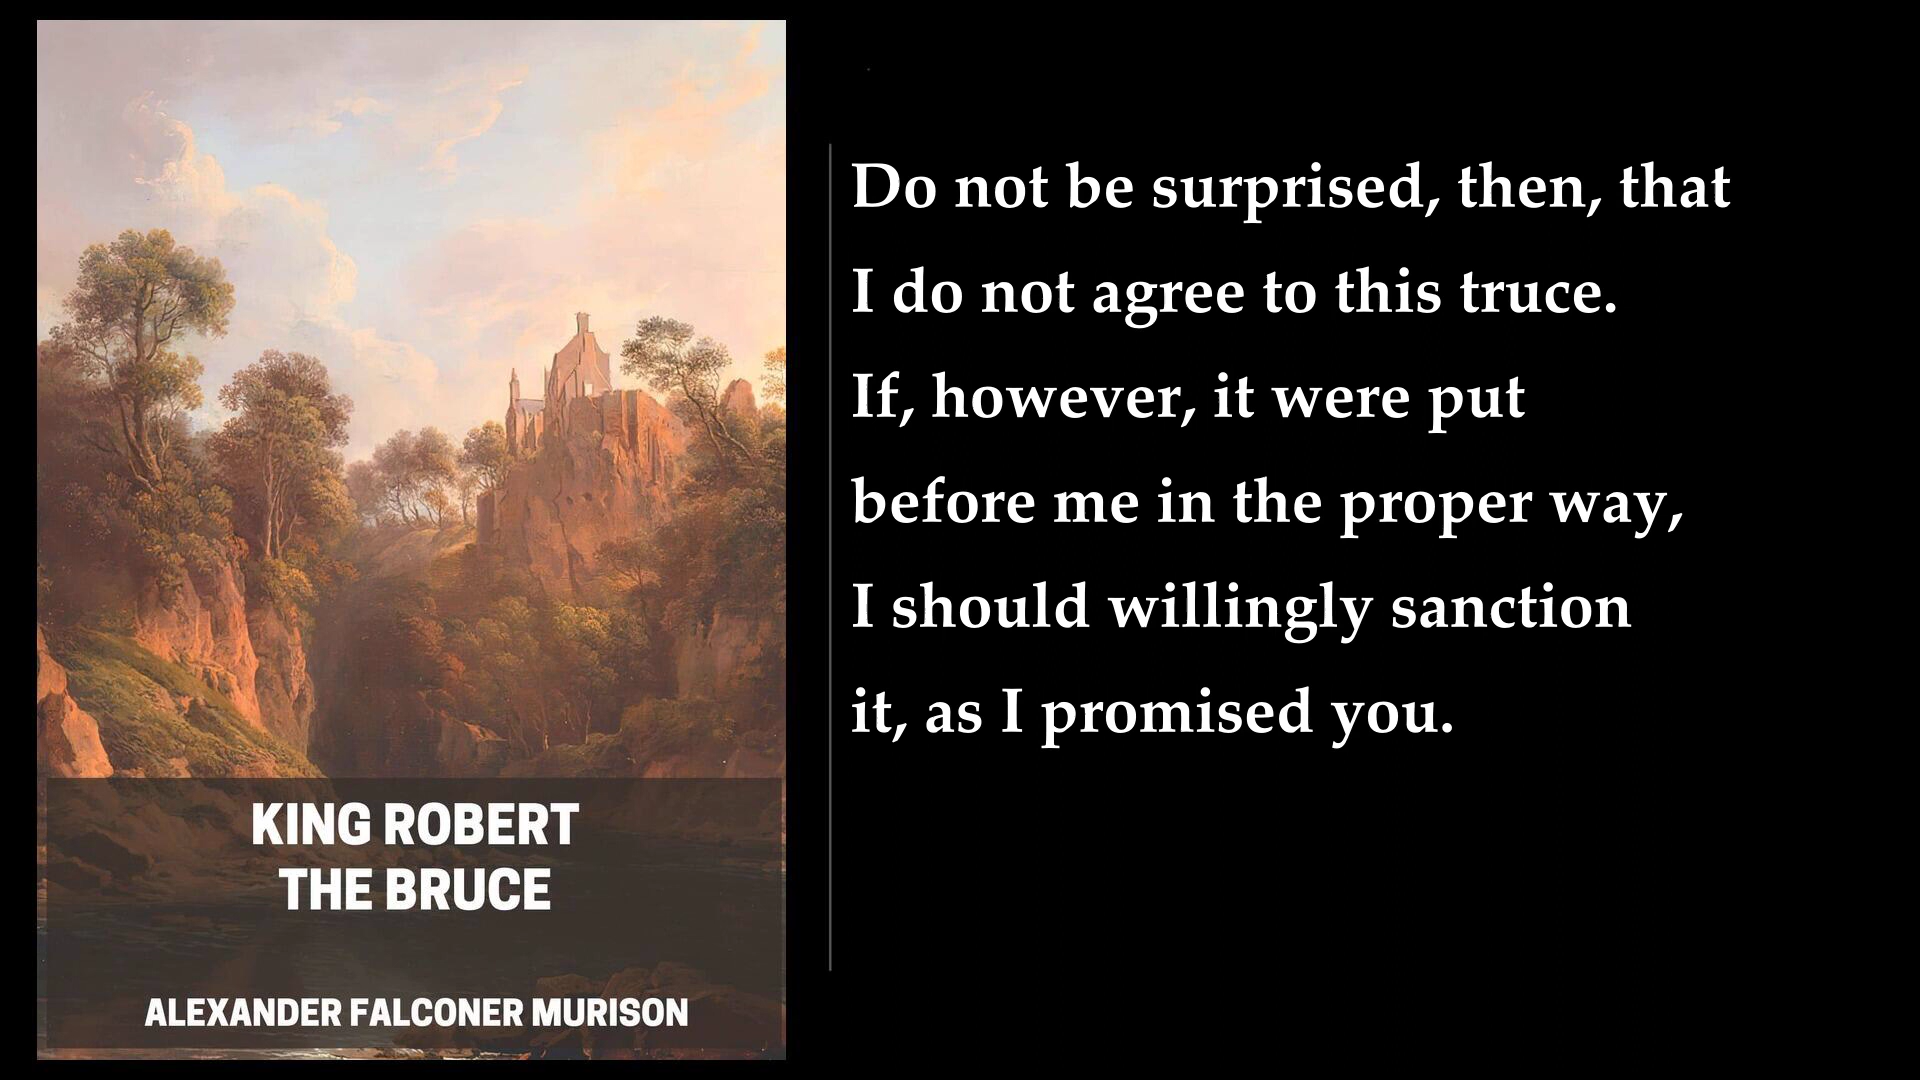 KING ROBERT
THE BRUCE
ALEXANDER FALCONER MURISON
Do not be surprised, then, that
I do not agree to this truce.
If, however, it were put
before me in the proper way,
I should willingly sanction
it, as I promised you.